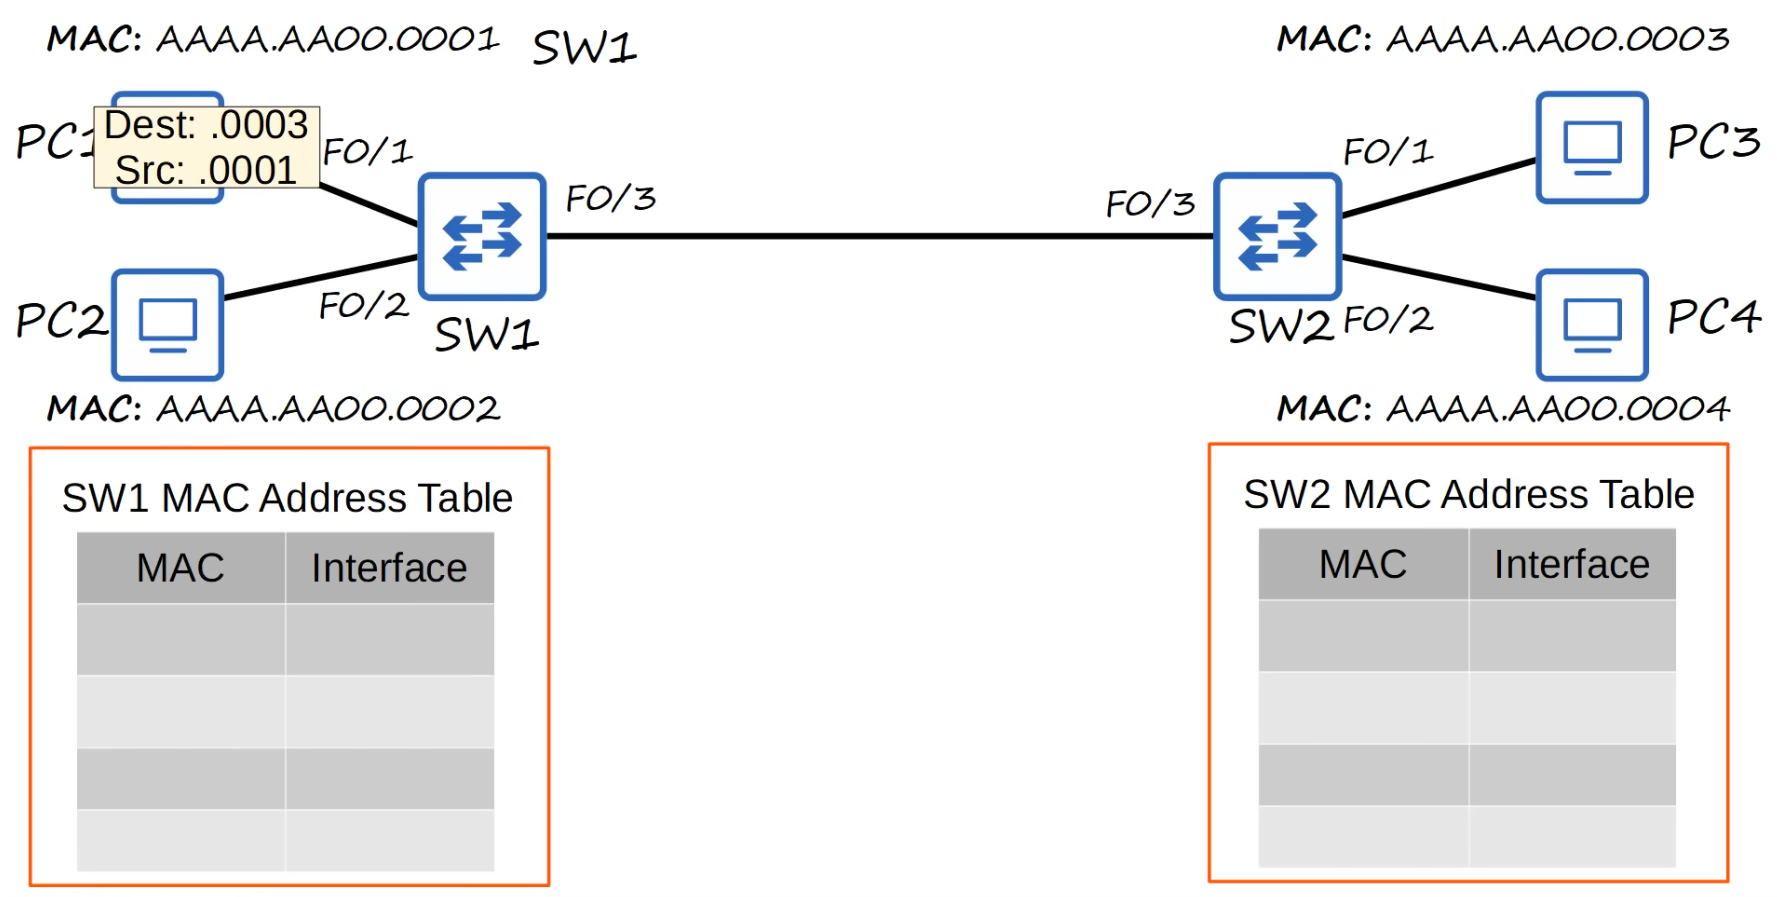 MAC: AAAA.AA00.0001
SW1
MAC: AAAA.AA00.0003
PC1
Dest: .0003
Src: .0001
F0/1
F0/3
SW1
F0/2
PC2
MAC: AAAA.AA00.0002
F0/3
F0/1
PC3
SW2
F0/2
PC4
MAC: AAAA.AA00.0004
SW1 MAC Address Table
MAC Interface
SW2 MAC Address Table
MAC Interface